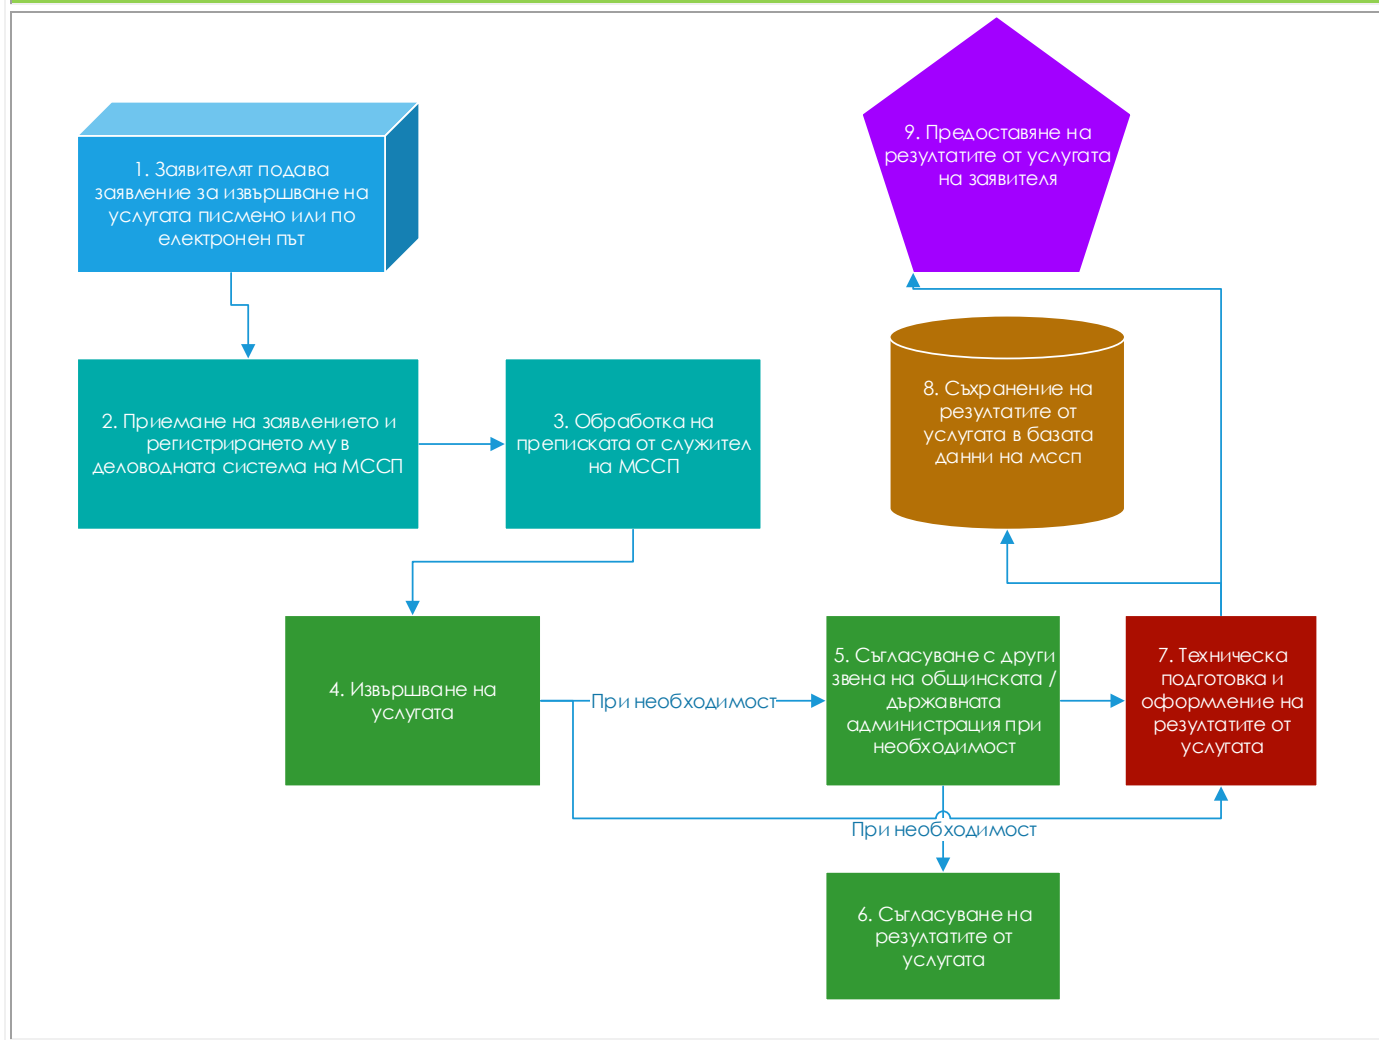 1. Заявителят подава
заявление за извършване на
услугата писмено или по
електронен път
2. Приемане на заявлението и
регистрирането му в
деловодната система на МССП
3. Обработка на
преписката от служител
на МССП
4. Извършване на
услугата
При необходимост
5. Съгласуване с други
звена на общинската /
държавната
администрация при
необходимост
При необходимост
6. Съгласуване на
резултатите от
услугата
7. Техническа
подготовка и
оформление на
резултатите от
услугата
8. Съхранение на
резултатите от
услугата в базата
данни на мссп
9. Предоставяне на
резултатите от услугата
на заявителя